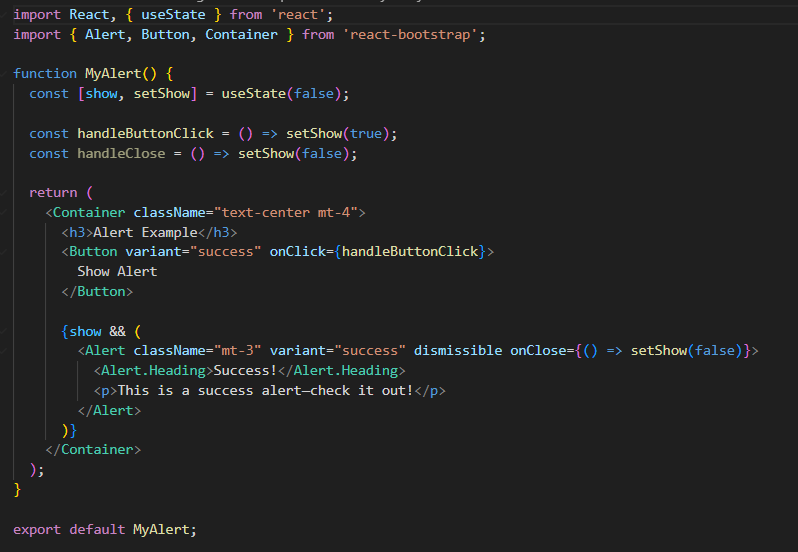 import React, { useState } from 'react';
import { Alert, Button, Container } from 'react-bootstrap';
function MyAlert() {
const [show, setShow] = useState(false);
const handleButtonClick = () => setShow(true);
const handleClose = () => setShow(false);
return (
<Container className="text-center mt-4">
<h3>Alert Example</h3>
<Button variant="success" onClick={handleButtonClick}>
Show Alert
</Button>
{show && (
<Alert className="mt-3" variant="success" dismissible onClose={() => setShow(false)}>
<Alert.Heading>Success!</Alert.Heading>
<p>This is a success alert—check it out!</p>
</Alert>
)}
</Container>
);
}
export default MyAlert;